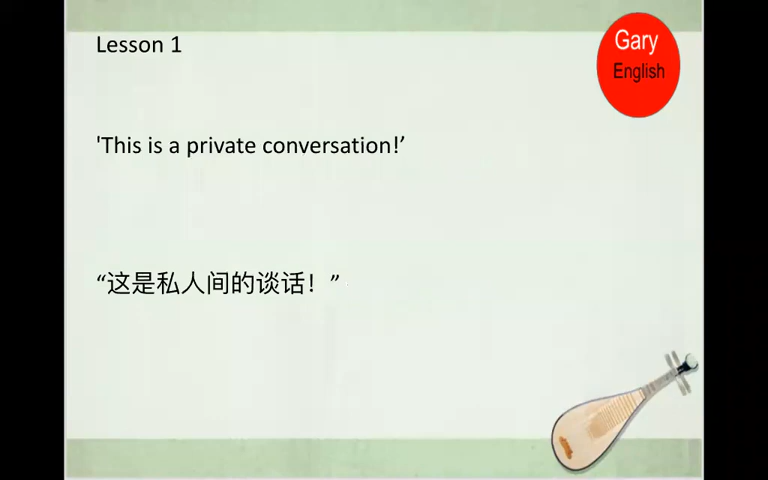 Lesson 1
Gary
English
'This is a private conversation!’
“这是私人间的谈话！”